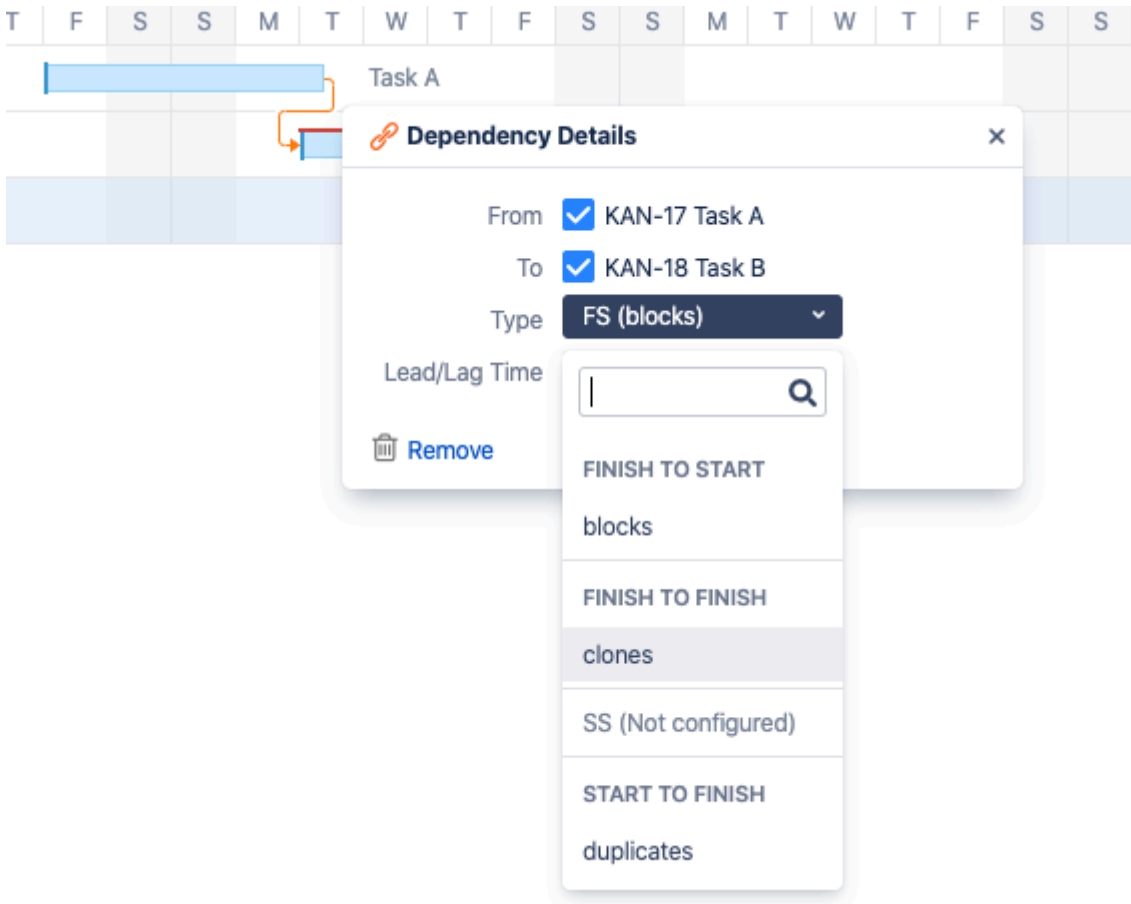 T F S S M T W T F S S M T W T F S S
Task A
Dependency Details
From KAN-17 Task A
To KAN-18 Task B
Type FS (blocks)
Lead/Lag Time
Remove
FINISH TO START
blocks
FINISH TO FINISH
clones
SS (Not configured)
START TO FINISH
duplicates